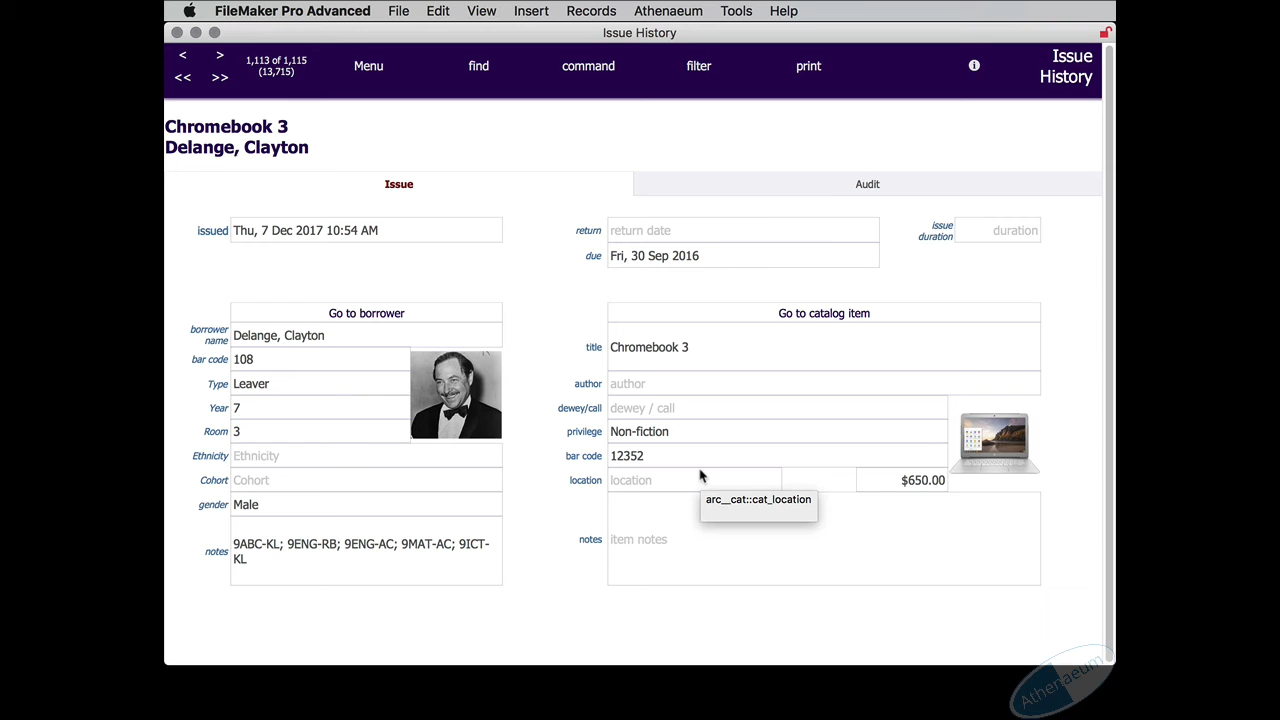 FileMaker Pro Advanced File Edit View Insert Records Athenaeum Tools Help
Issue History
< > 1,113 of 1,115 Menu find command filter print i Issue
<< >> (13,715) History
Chromebook 3
Delange, Clayton
Issue Audit
issued Thu, 7 Dec 2017 10:54 AM return return date issue duration duration
due Fri, 30 Sep 2016
Go to borrower Go to catalog item
borrower name Delange, Clayton title Chromebook 3
bar code 108
Type Leaver author author
Year 7 dewey/call dewey / call
Room 3 privilege Non-fiction
Ethnicity Ethnicity bar code 12352
Cohort Cohort location location $650.00
arc__cat::cat_location
gender Male
notes 9ABC-KL; 9ENG-RB; 9ENG-AC; 9MAT-AC; 9ICT-
KL
notes item notes
Athenaeum